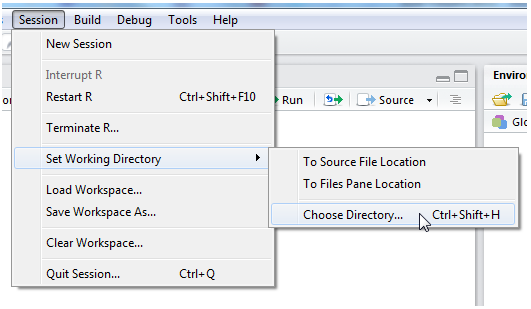 Session Build Debug Tools Help
New Session
Interrupt R
Restart R Ctrl+Shift+F10
Run Source
Environ
Terminate R...
Glo
Set Working Directory
To Source File Location
To Files Pane Location
Choose Directory... Ctrl+Shift+H
Load Workspace...
Save Workspace As...
Clear Workspace...
Quit Session... Ctrl+Q